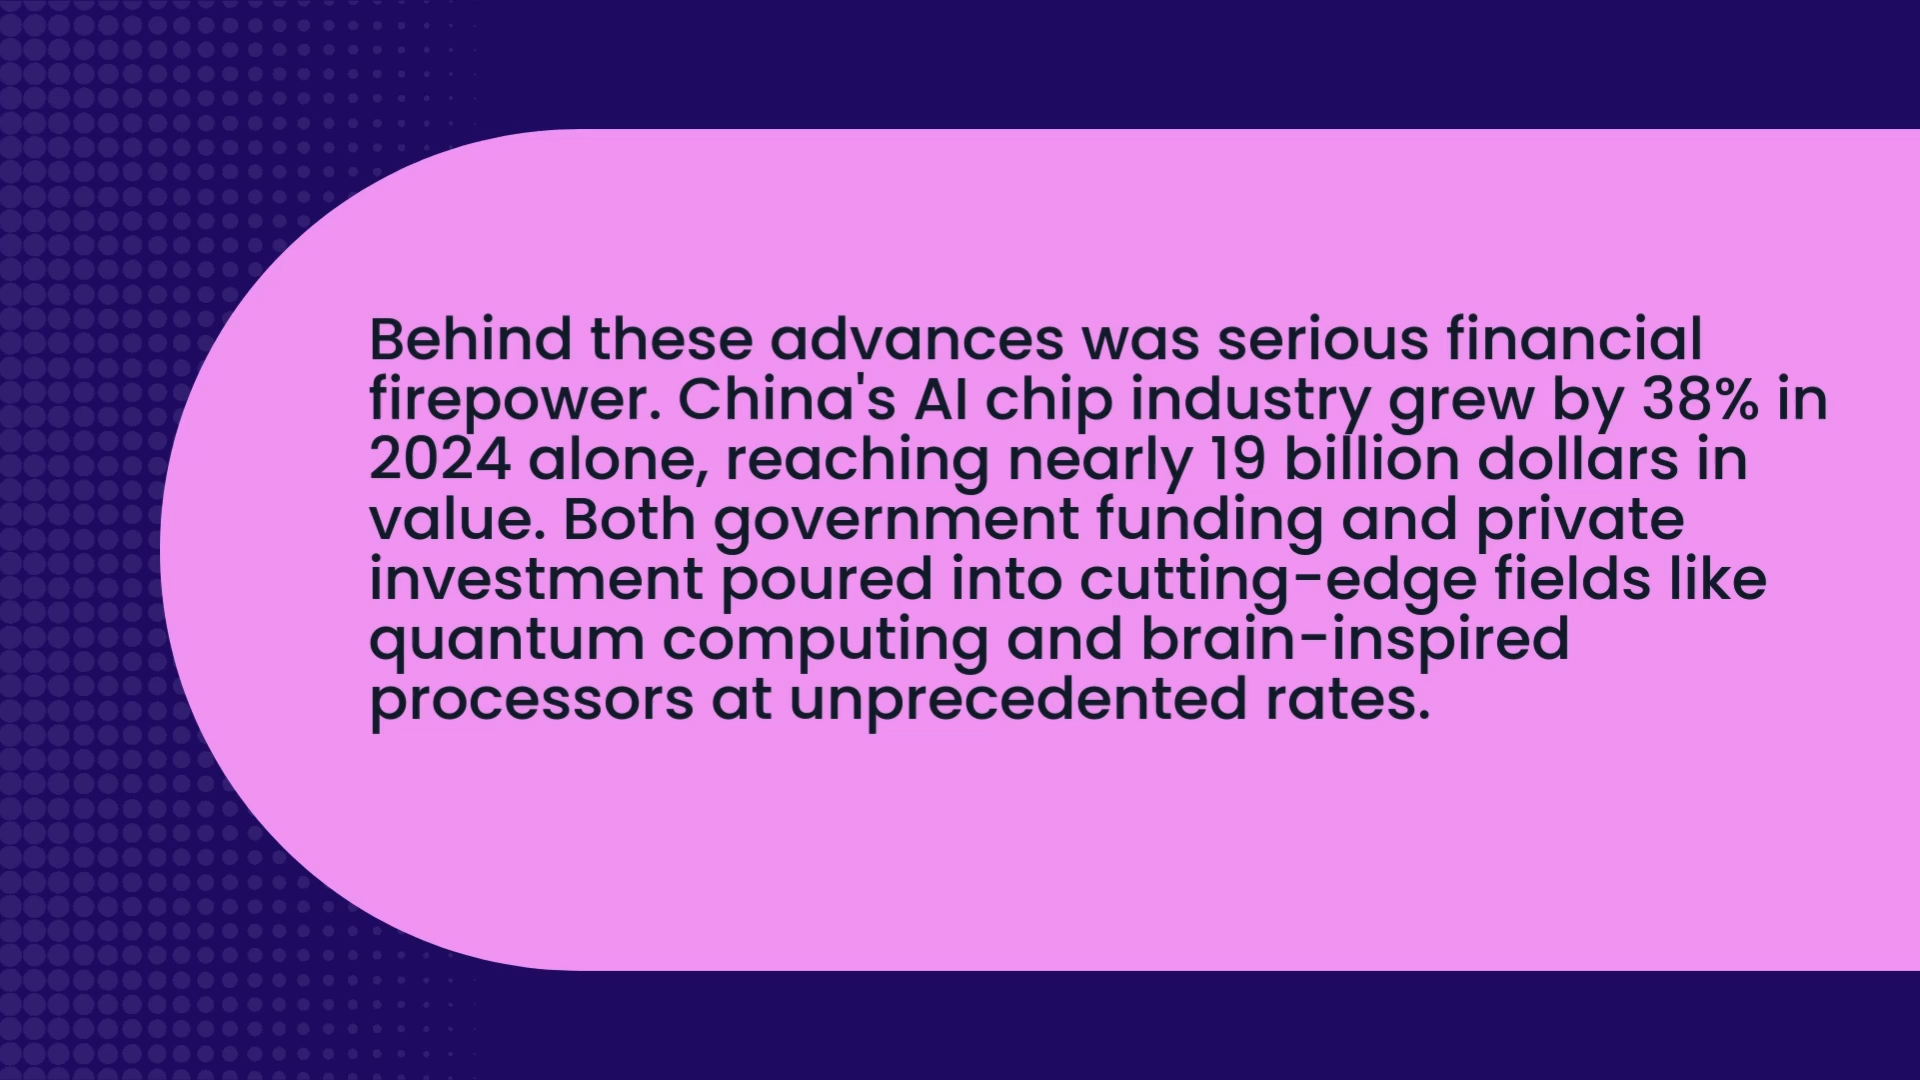 Behind these advances was serious financial
firepower. China's AI chip industry grew by 38% in
2024 alone, reaching nearly 19 billion dollars in
value. Both government funding and private
investment poured into cutting-edge fields like
quantum computing and brain-inspired
processors at unprecedented rates.